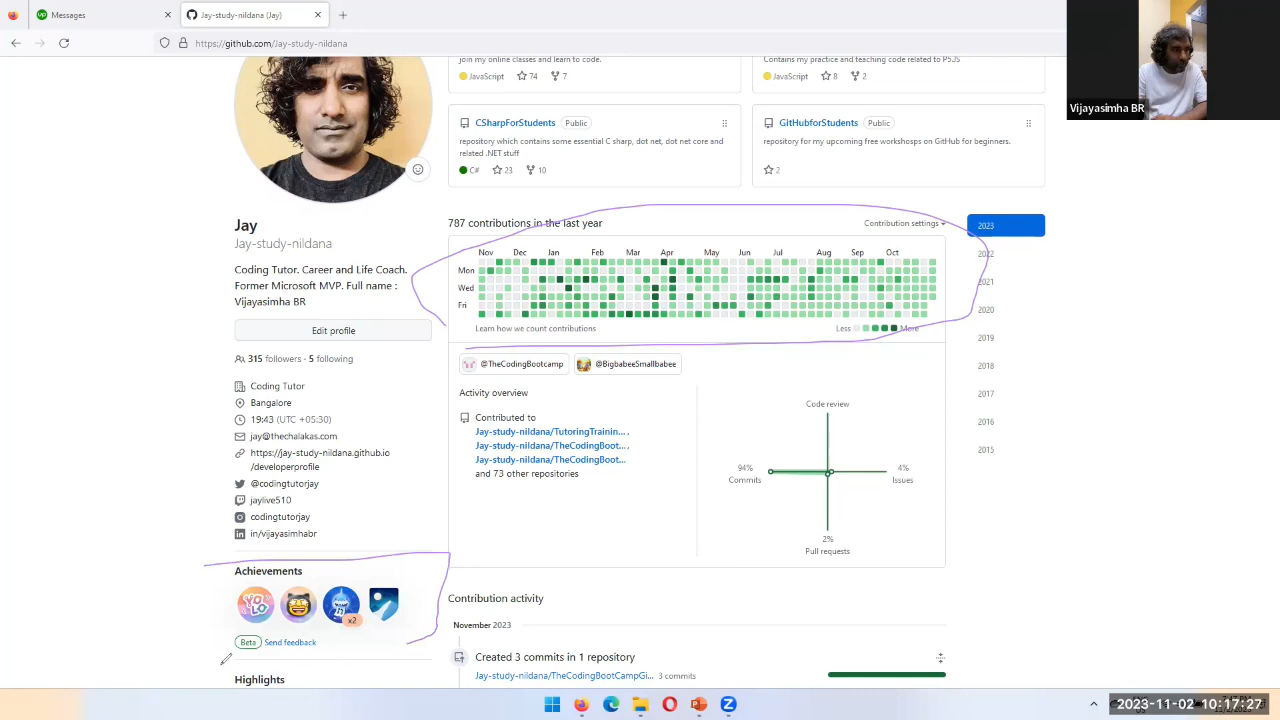 Messages
Jay-study-nildana (Jay)
https://github.com/Jay-study-nildana
join my online classes and learn to code.
JavaScript 74 7
Contains my practice and teaching code related to P5JS
JavaScript 8 2
CSharpForStudents Public
repository which contains some essential C sharp, dot net, dot net core and
related .NET stuff
C# 23 10
GitHubforStudents Public
repository for my upcoming free workshosps on GitHub for beginners.
2
Vijayasimha BR
Jay
Jay-study-nildana
Coding Tutor. Career and Life Coach.
Former Microsoft MVP. Full name :
Vijayasimha BR
Edit profile
315 followers · 5 following
Coding Tutor
Bangalore
19:43 (UTC +05:30)
jay@thechalakas.com
https://jay-study-nildana.github.io
/developerprofile
@codingtutorjay
jaylive510
codingtutorjay
in/vijayasimhabr
Achievements
YOLO
x2
Beta Send feedback
Highlights
787 contributions in the last year
Contribution settings
Nov Dec Jan Feb Mar Apr May Jun Jul Aug Sep Oct
Mon
Wed
Fri
Learn how we count contributions
Less More
@TheCodingBootcamp
@BigbabeeSmallbabee
Activity overview
Contributed to
Jay-study-nildana/TutoringTrainin... ,
Jay-study-nildana/TheCodingBoot... ,
Jay-study-nildana/TheCodingBoot...
and 73 other repositories
Code review
94%
Commits
4%
Issues
2%
Pull requests
Contribution activity
November 2023
Created 3 commits in 1 repository
Jay-study-nildana/TheCodingBootCampGi... 3 commits
2023
2022
2021
2020
2019
2018
2017
2016
2015
2023-11-02 10:17:27